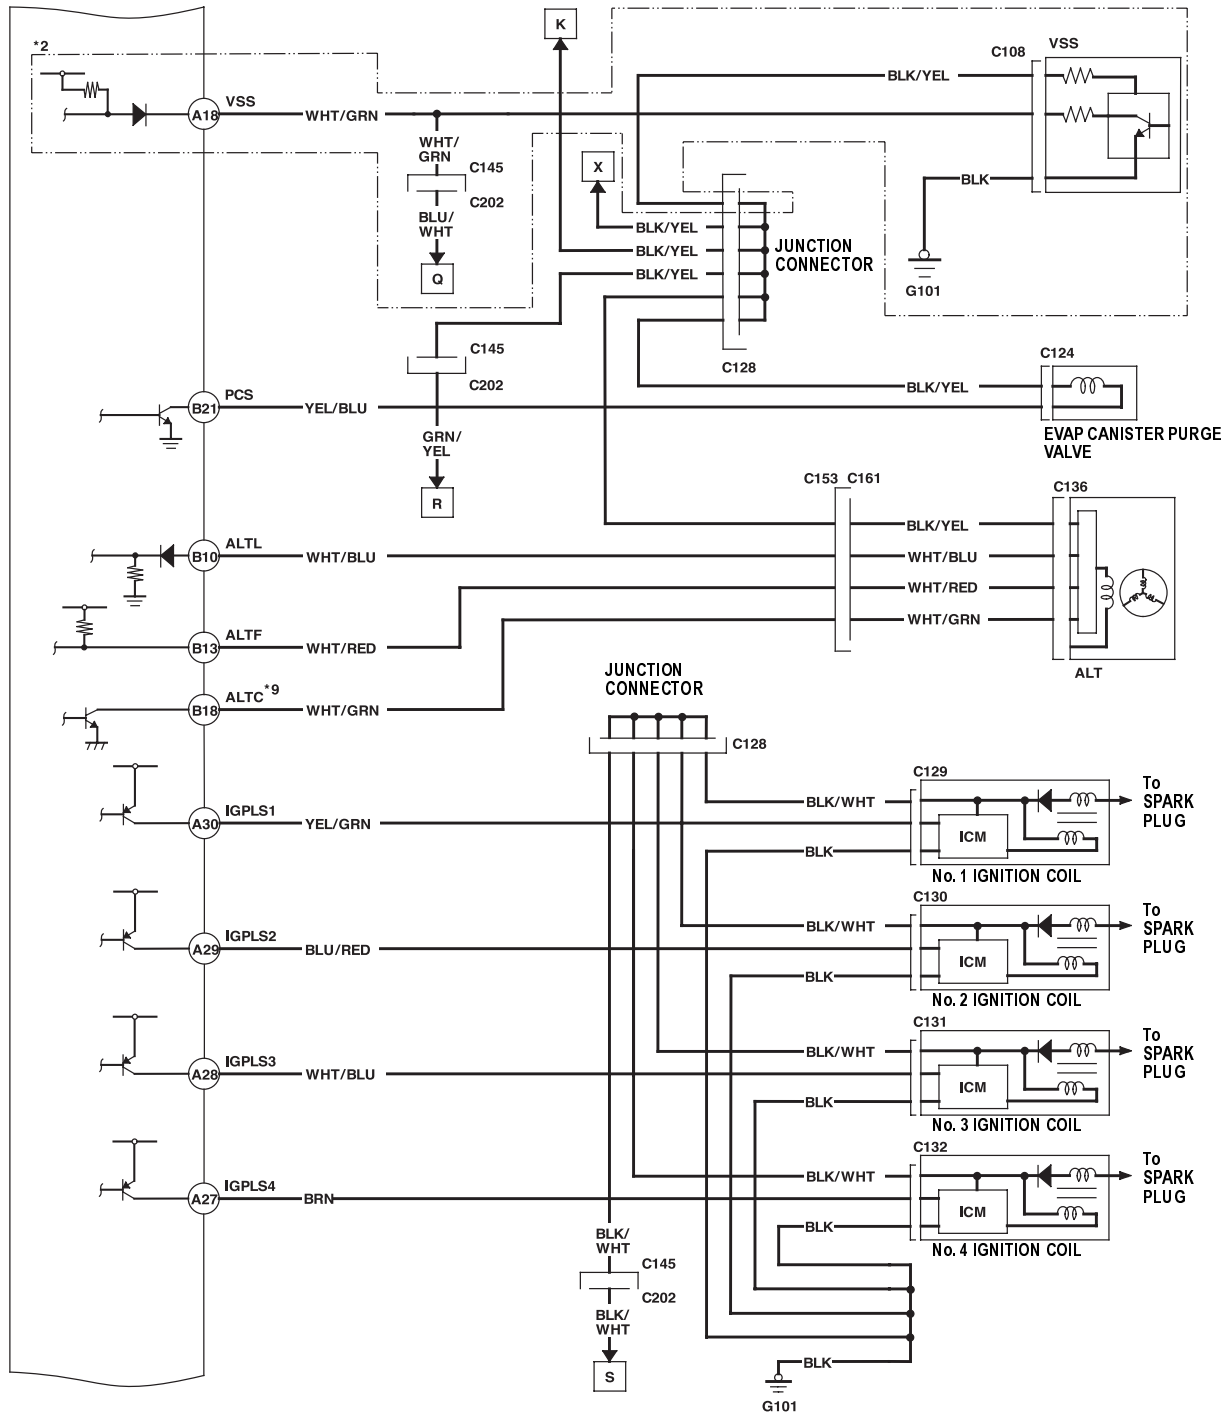 K
*2
C108
VSS
BLK/YEL
A18
VSS
WHT/GRN
WHT/
GRN
C145
C202
BLU/
WHT
Q
X
BLK
G101
BLK/YEL
BLK/YEL
BLK/YEL
JUNCTION
CONNECTOR
C128
C145
C202
GRN/
YEL
R
C124
BLK/YEL
B21
PCS
YEL/BLU
EVAP CANISTER PURGE
VALVE
C153 C161
C136
BLK/YEL
B10
ALTL
WHT/BLU
WHT/BLU
WHT/RED
WHT/GRN
ALT
B13
ALTF
WHT/RED
B18
ALTC*9
WHT/GRN
JUNCTION
CONNECTOR
C128
C129
BLK/WHT
To
SPARK
PLUG
A30
IGPLS1
YEL/GRN
ICM
BLK
No. 1 IGNITION COIL
C130
BLK/WHT
To
SPARK
PLUG
A29
IGPLS2
BLU/RED
ICM
BLK
No. 2 IGNITION COIL
C131
BLK/WHT
To
SPARK
PLUG
A28
IGPLS3
WHT/BLU
ICM
BLK
No. 3 IGNITION COIL
C132
BLK/WHT
To
SPARK
PLUG
A27
IGPLS4
BRN
ICM
BLK
No. 4 IGNITION COIL
BLK/
WHT
C145
C202
BLK/
WHT
S
BLK
G101